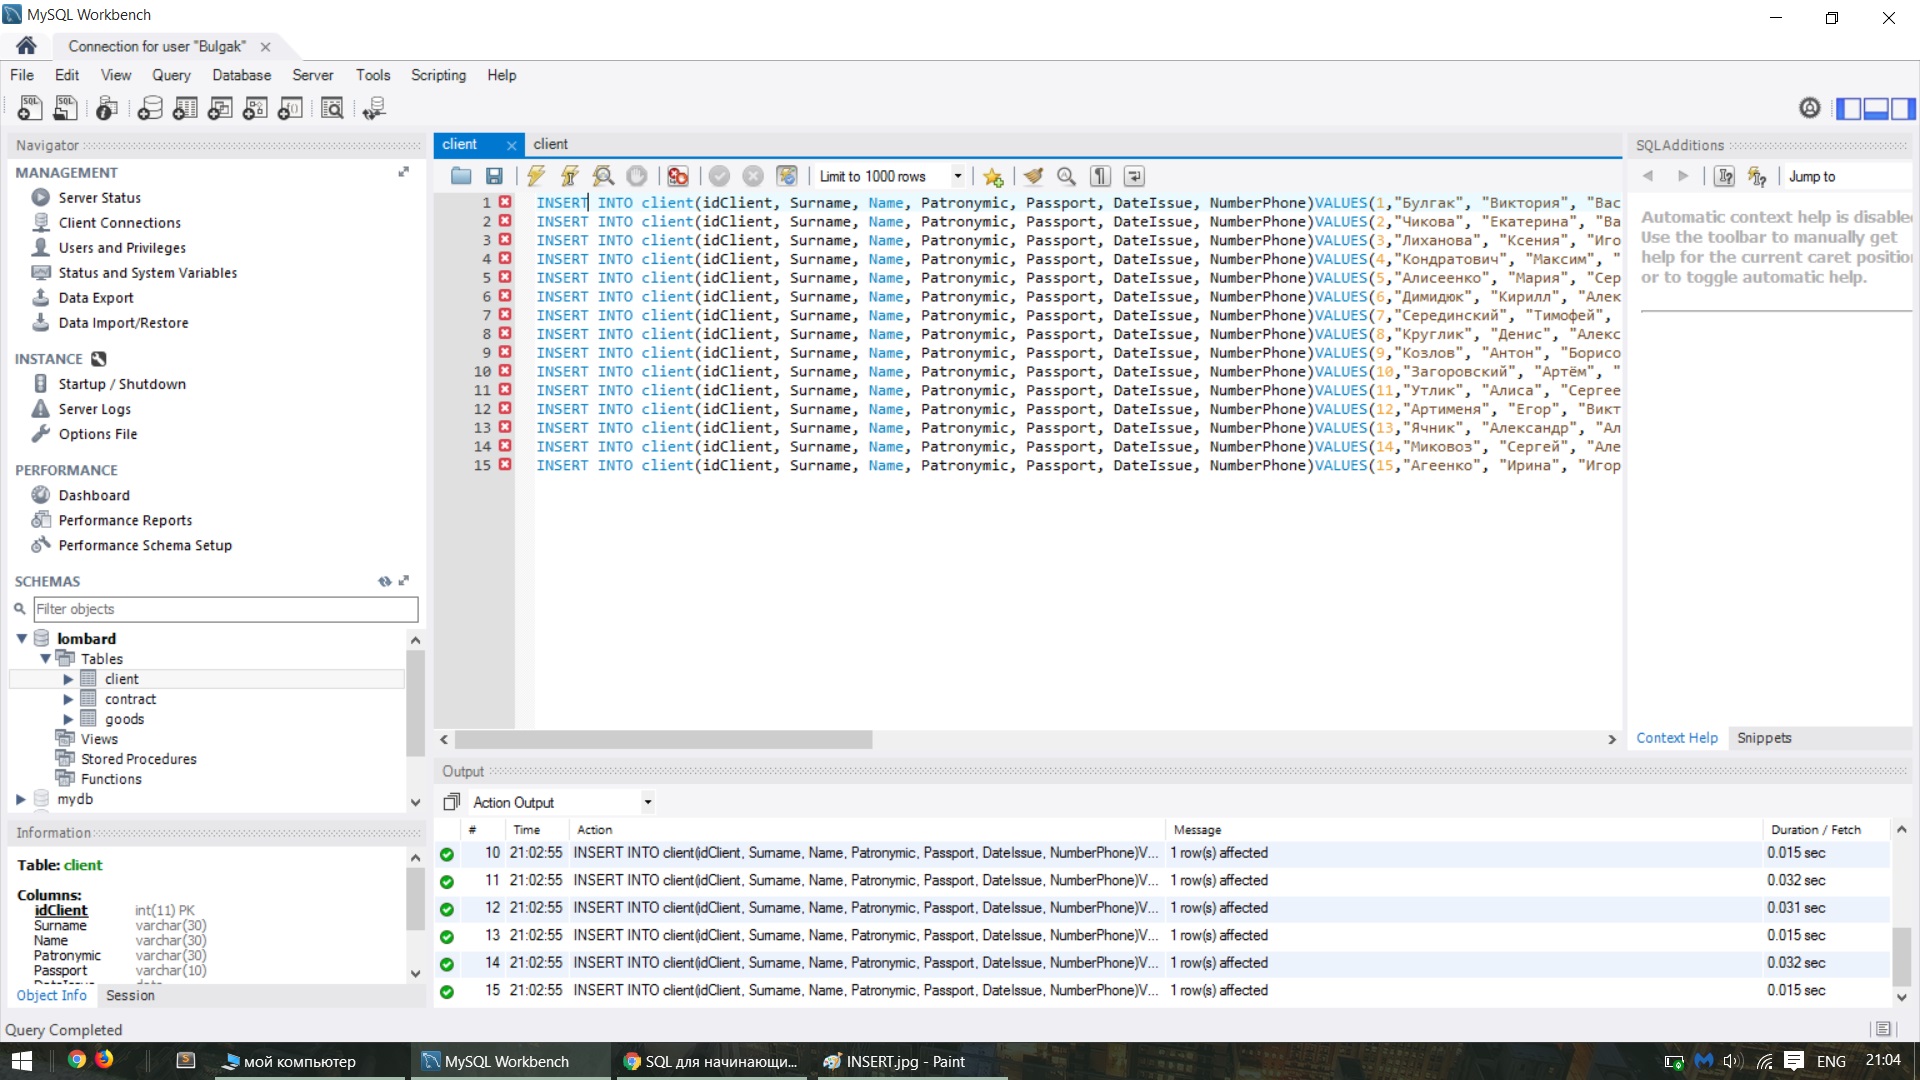 MySQL Workbench
Connection for user "Bulgak"
File Edit View Query Database Server Tools Scripting Help
Navigator
MANAGEMENT
Server Status
Client Connections
Users and Privileges
Status and System Variables
Data Export
Data Import/Restore
INSTANCE
Startup / Shutdown
Server Logs
Options File
PERFORMANCE
Dashboard
Performance Reports
Performance Schema Setup
SCHEMAS
Filter objects
lombard
Tables
client
contract
goods
Views
Stored Procedures
Functions
mydb
Information
Table: client
Columns:
idClient int(11) PK
Surname varchar(30)
Name varchar(30)
Patronymic varchar(30)
Passport varchar(10)
Object Info Session
client client
Limit to 1000 rows
1 INSERT INTO client(idClient, Surname, Name, Patronymic, Passport, DateIssue, NumberPhone)VALUES(1,"Булгак", "Виктория", "Вас
2 INSERT INTO client(idClient, Surname, Name, Patronymic, Passport, DateIssue, NumberPhone)VALUES(2,"Чикова", "Екатерина", "Ва
3 INSERT INTO client(idClient, Surname, Name, Patronymic, Passport, DateIssue, NumberPhone)VALUES(3,"Лиханова", "Ксения", "Иго
4 INSERT INTO client(idClient, Surname, Name, Patronymic, Passport, DateIssue, NumberPhone)VALUES(4,"Кондратович", "Максим", "
5 INSERT INTO client(idClient, Surname, Name, Patronymic, Passport, DateIssue, NumberPhone)VALUES(5,"Алисеенко", "Мария", "Сер
6 INSERT INTO client(idClient, Surname, Name, Patronymic, Passport, DateIssue, NumberPhone)VALUES(6,"Димидюк", "Кирилл", "Алек
7 INSERT INTO client(idClient, Surname, Name, Patronymic, Passport, DateIssue, NumberPhone)VALUES(7,"Серединский", "Тимофей",
8 INSERT INTO client(idClient, Surname, Name, Patronymic, Passport, DateIssue, NumberPhone)VALUES(8,"Круглик", "Денис", "Алекс
9 INSERT INTO client(idClient, Surname, Name, Patronymic, Passport, DateIssue, NumberPhone)VALUES(9,"Козлов", "Антон", "Борисо
10 INSERT INTO client(idClient, Surname, Name, Patronymic, Passport, DateIssue, NumberPhone)VALUES(10,"Загоровский", "Артём", "
11 INSERT INTO client(idClient, Surname, Name, Patronymic, Passport, DateIssue, NumberPhone)VALUES(11,"Утлик", "Алиса", "Сергее
12 INSERT INTO client(idClient, Surname, Name, Patronymic, Passport, DateIssue, NumberPhone)VALUES(12,"Артименя", "Егор", "Викт
13 INSERT INTO client(idClient, Surname, Name, Patronymic, Passport, DateIssue, NumberPhone)VALUES(13,"Ячник", "Александр", "Ал
14 INSERT INTO client(idClient, Surname, Name, Patronymic, Passport, DateIssue, NumberPhone)VALUES(14,"Миковоз", "Сергей", "Але
15 INSERT INTO client(idClient, Surname, Name, Patronymic, Passport, DateIssue, NumberPhone)VALUES(15,"Агеенко", "Ирина", "Игор
SQLAdditions
Jump to
Automatic context help is disable
Use the toolbar to manually get
help for the current caret positio
or to toggle automatic help.
Context Help Snippets
Output
Action Output
# Time Action Message Duration / Fetch
10 21:02:55 INSERT INTO client(idClient, Surname, Name, Patronymic, Passport, DateIssue, NumberPhone)V... 1 row(s) affected 0.015 sec
11 21:02:55 INSERT INTO client(idClient, Surname, Name, Patronymic, Passport, DateIssue, NumberPhone)V... 1 row(s) affected 0.032 sec
12 21:02:55 INSERT INTO client(idClient, Surname, Name, Patronymic, Passport, DateIssue, NumberPhone)V... 1 row(s) affected 0.031 sec
13 21:02:55 INSERT INTO client(idClient, Surname, Name, Patronymic, Passport, DateIssue, NumberPhone)V... 1 row(s) affected 0.015 sec
14 21:02:55 INSERT INTO client(idClient, Surname, Name, Patronymic, Passport, DateIssue, NumberPhone)V... 1 row(s) affected 0.032 sec
15 21:02:55 INSERT INTO client(idClient, Surname, Name, Patronymic, Passport, DateIssue, NumberPhone)V... 1 row(s) affected 0.015 sec
Query Completed
мой компьютер MySQL Workbench SQL для начинающи... INSERT.jpg - Paint ENG 21:04